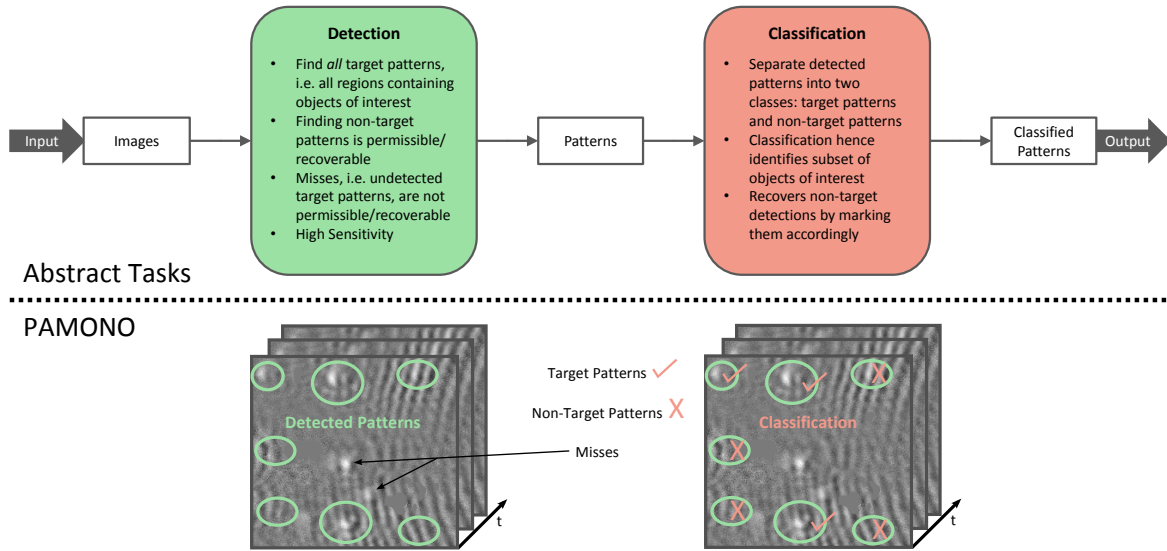 Input
Images
Detection
• Find all target patterns,
i.e. all regions containing
objects of interest
• Finding non-target
patterns is permissible/
recoverable
• Misses, i.e. undetected
target patterns, are not
permissible/recoverable
• High Sensitivity
Patterns
Classification
• Separate detected
patterns into two
classes: target patterns
and non-target patterns
• Classification hence
identifies subset of
objects of interest
• Recovers non-target
detections by marking
them accordingly
Classified
Patterns
Output
Abstract Tasks
PAMONO
Detected Patterns
t
Target Patterns
Non-Target Patterns X
Misses
Classification
X
X
X
X
t